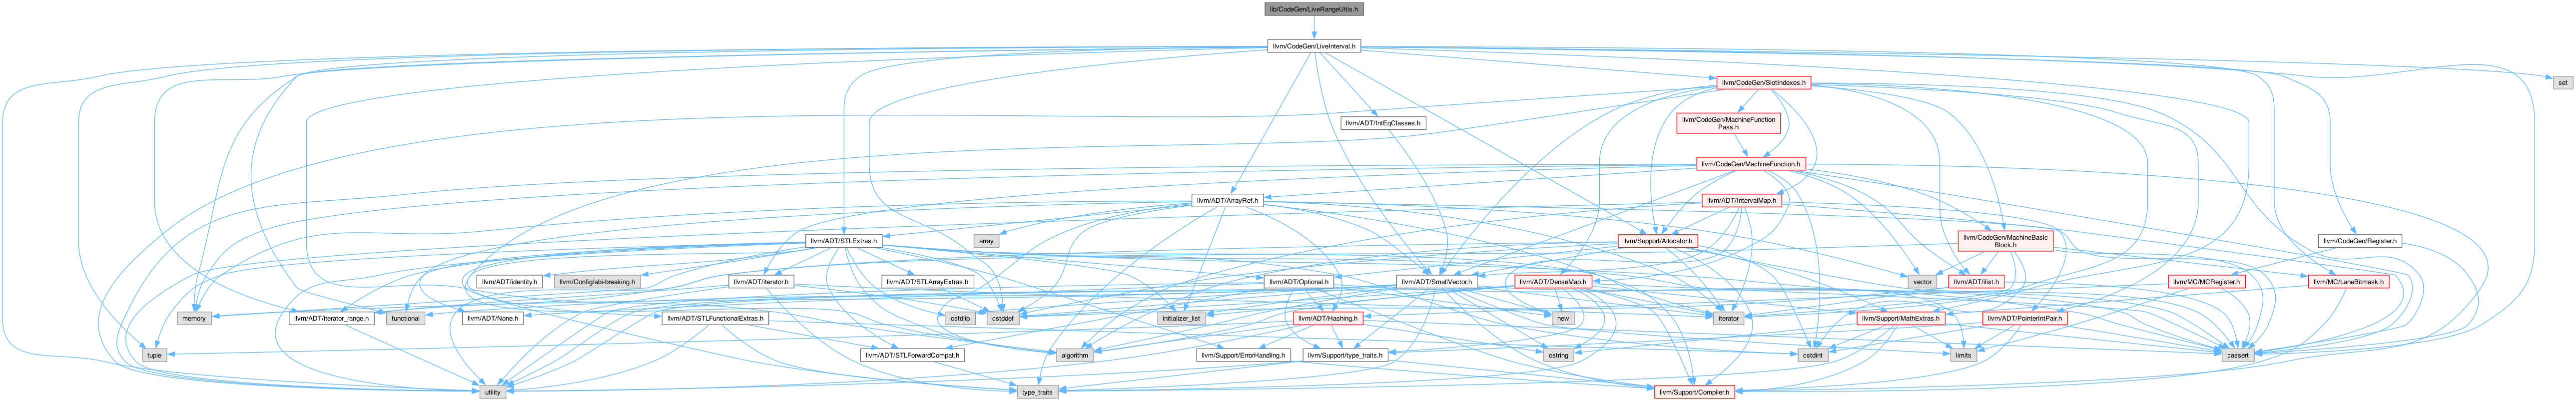 lib/CodeGen/LiveRangeUtils.h
llvm/CodeGen/LiveInterval.h
llvm/CodeGen/SlotIndexes.h
set
llvm/CodeGen/MachineFunction
Pass.h
llvm/ADT/IntEqClasses.h
llvm/CodeGen/MachineFunction.h
llvm/ADT/ArrayRef.h
llvm/ADT/IntervalMap.h
array
llvm/ADT/STLExtras.h
llvm/Support/Allocator.h
llvm/CodeGen/MachineBasic
Block.h
llvm/CodeGen/Register.h
llvm/ADT/identity.h
llvm/Config/abi-breaking.h
llvm/ADT/iterator.h
llvm/ADT/STLArrayExtras.h
llvm/ADT/Optional.h
llvm/ADT/SmallVector.h
llvm/ADT/DenseMap.h
vector
llvm/ADT/ilist.h
llvm/MC/MCRegister.h
llvm/MC/LaneBitmask.h
memory
llvm/ADT/iterator_range.h
functional
llvm/ADT/None.h
llvm/ADT/STLFunctionalExtras.h
cstdlib
cstddef
initializer_list
llvm/ADT/Hashing.h
new
iterator
llvm/Support/MathExtras.h
llvm/ADT/PointerIntPair.h
tuple
llvm/ADT/STLForwardCompat.h
algorithm
llvm/Support/ErrorHandling.h
llvm/Support/type_traits.h
cstring
cstdint
limits
cassert
utility
type_traits
llvm/Support/Compiler.h